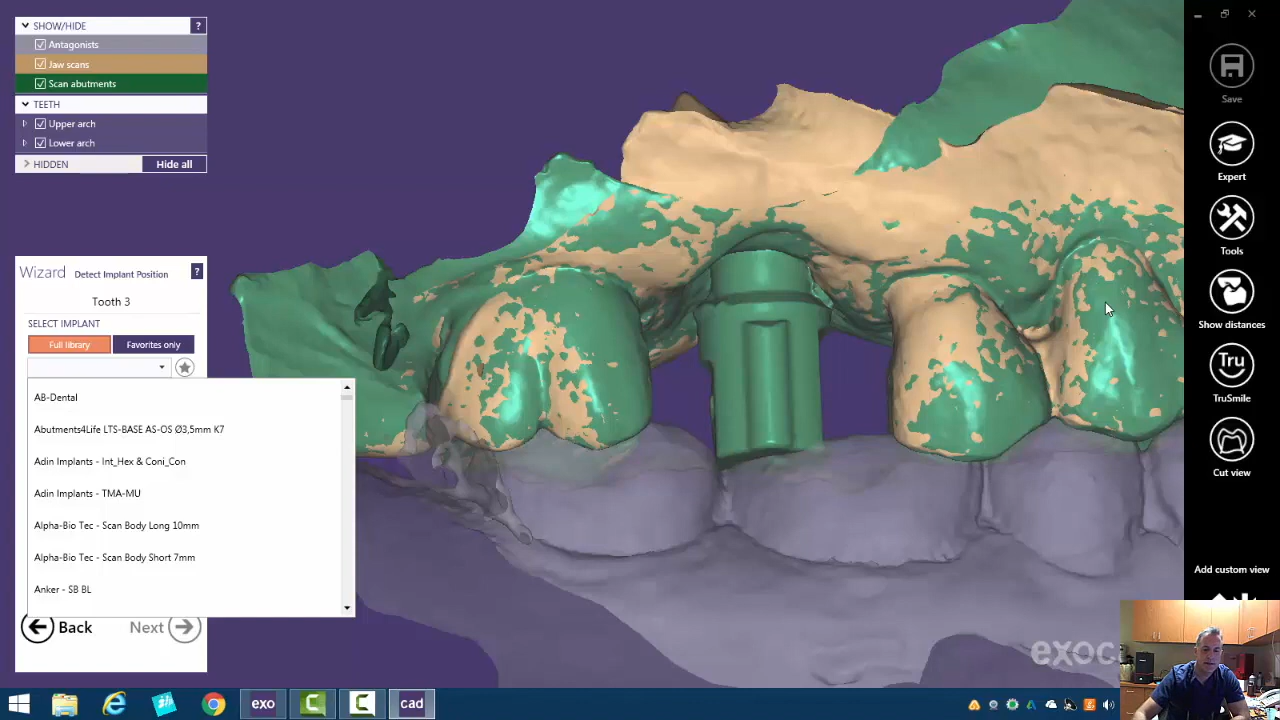 SHOW/HIDE ?
Antagonists
Jaw scans
Scan abutments
TEETH
Upper arch
Lower arch
HIDDEN Hide all
Wizard Detect Implant Position ?
Tooth 3
SELECT IMPLANT
Full library Favorites only
AB-Dental
Abutments4Life LTS-BASE AS-OS Ø3,5mm K7
Adin Implants - Int_Hex & Coni_Con
Adin Implants - TMA-MU
Alpha-Bio Tec - Scan Body Long 10mm
Alpha-Bio Tec - Scan Body Short 7mm
Anker - SB BL
Back Next
Save
Expert
Tools
Show distances
Tru
TruSmile
Cut view
Add custom view
exoc
exo
cad